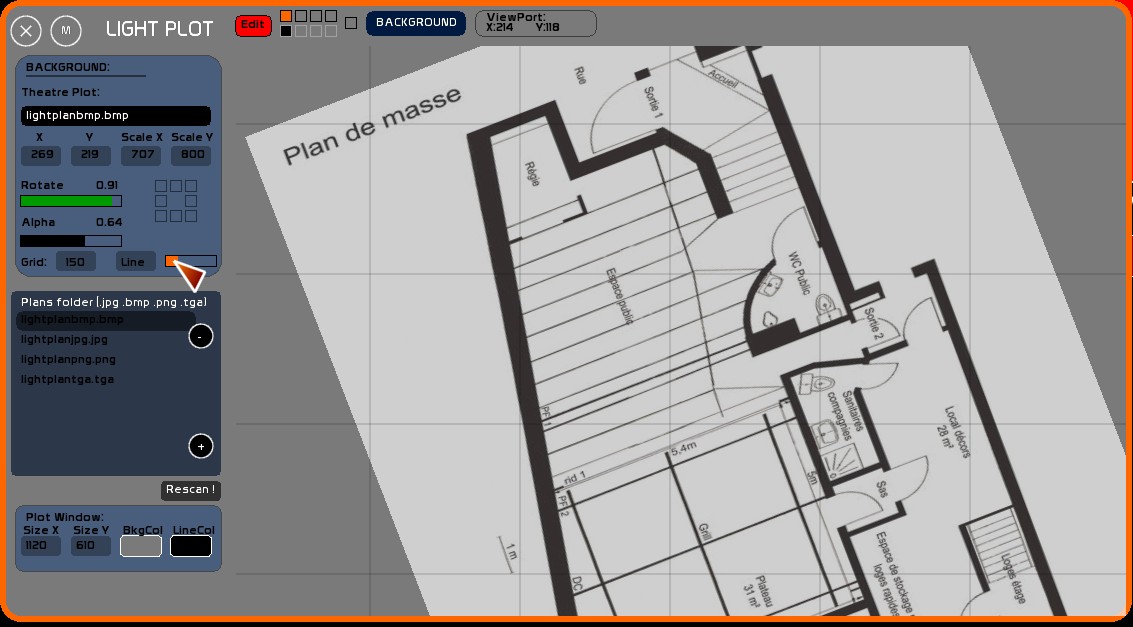 M
LIGHT PLOT
Edit
BACKGROUND
ViewPort:
X:214 Y:118
BACKGROUND:
Theatre Plot:
lightplanbmp.bmp
X Y Scale X Scale Y
269 219 707 800
Rotate 0.91
Alpha 0.64
Grid: 150 Line
Plans folder (.jpg .bmp .png .tga)
lightplanbmp.bmp
-
lightplanjpg.jpg
lightplanpng.png
lightplantga.tga
+
Rescan !
Plot Window:
Size X Size Y BkgCol LineCol
1120 610
Plan de masse
Rue
Sortie 1
Accueil
Régie
Espace public
WC Public
Sortie 2
PF 1
Sanitaires
compagnies
Local décors
28 m²
5,4m
rid 1
5m
PF 2
Sas
Grill
1 m
Espace de stockage
loges rapides
Loges étage
DC
Plateau
31 m²